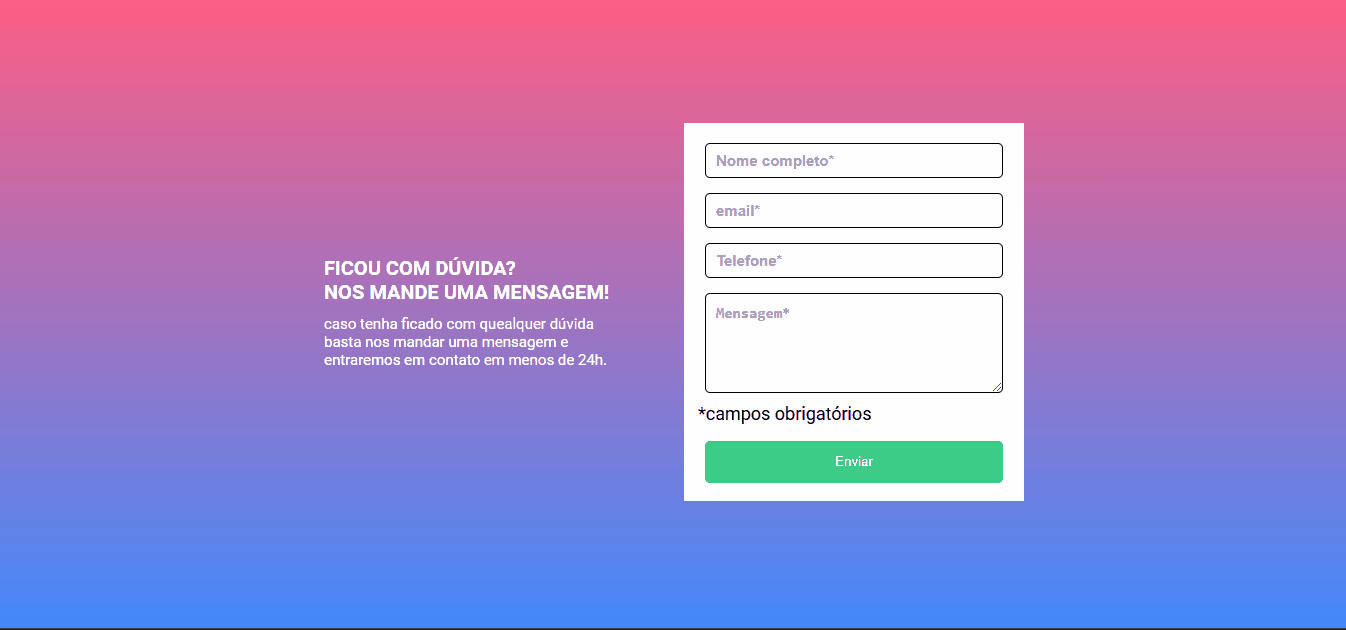 FICOU COM DÚVIDA?
NOS MANDE UMA MENSAGEM!
caso tenha ficado com quealquer dúvida
basta nos mandar uma mensagem e
entraremos em contato em menos de 24h.
Nome completo*
email*
Telefone*
Mensagem*
*campos obrigatórios
Enviar